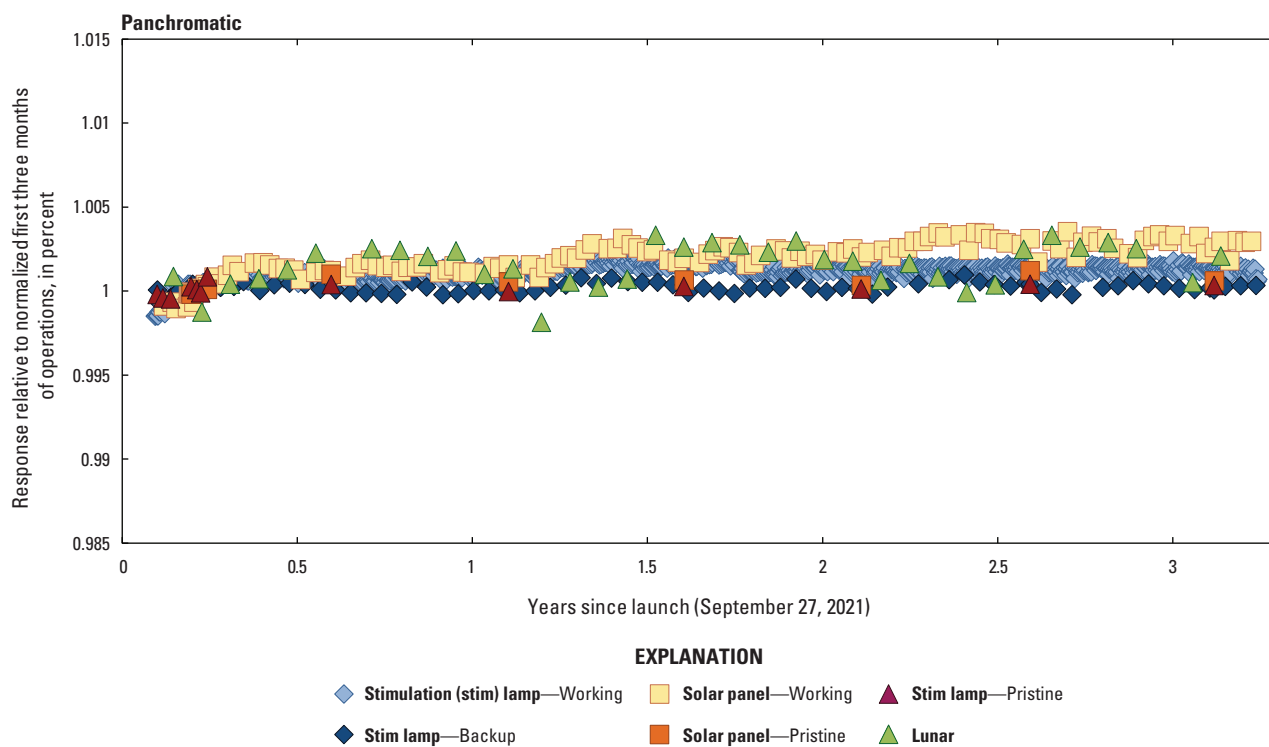 Panchromatic
Response relative to normalized first three months
of operations, in percent
1.015
1.01
1.005
1
0.995
0.99
0.985
0
0.5
1
1.5
2
2.5
3
Years since launch (September 27, 2021)
EXPLANATION
Stimulation (stim) lamp—Working
Solar panel—Working
Stim lamp—Pristine
Stim lamp—Backup
Solar panel—Pristine
Lunar